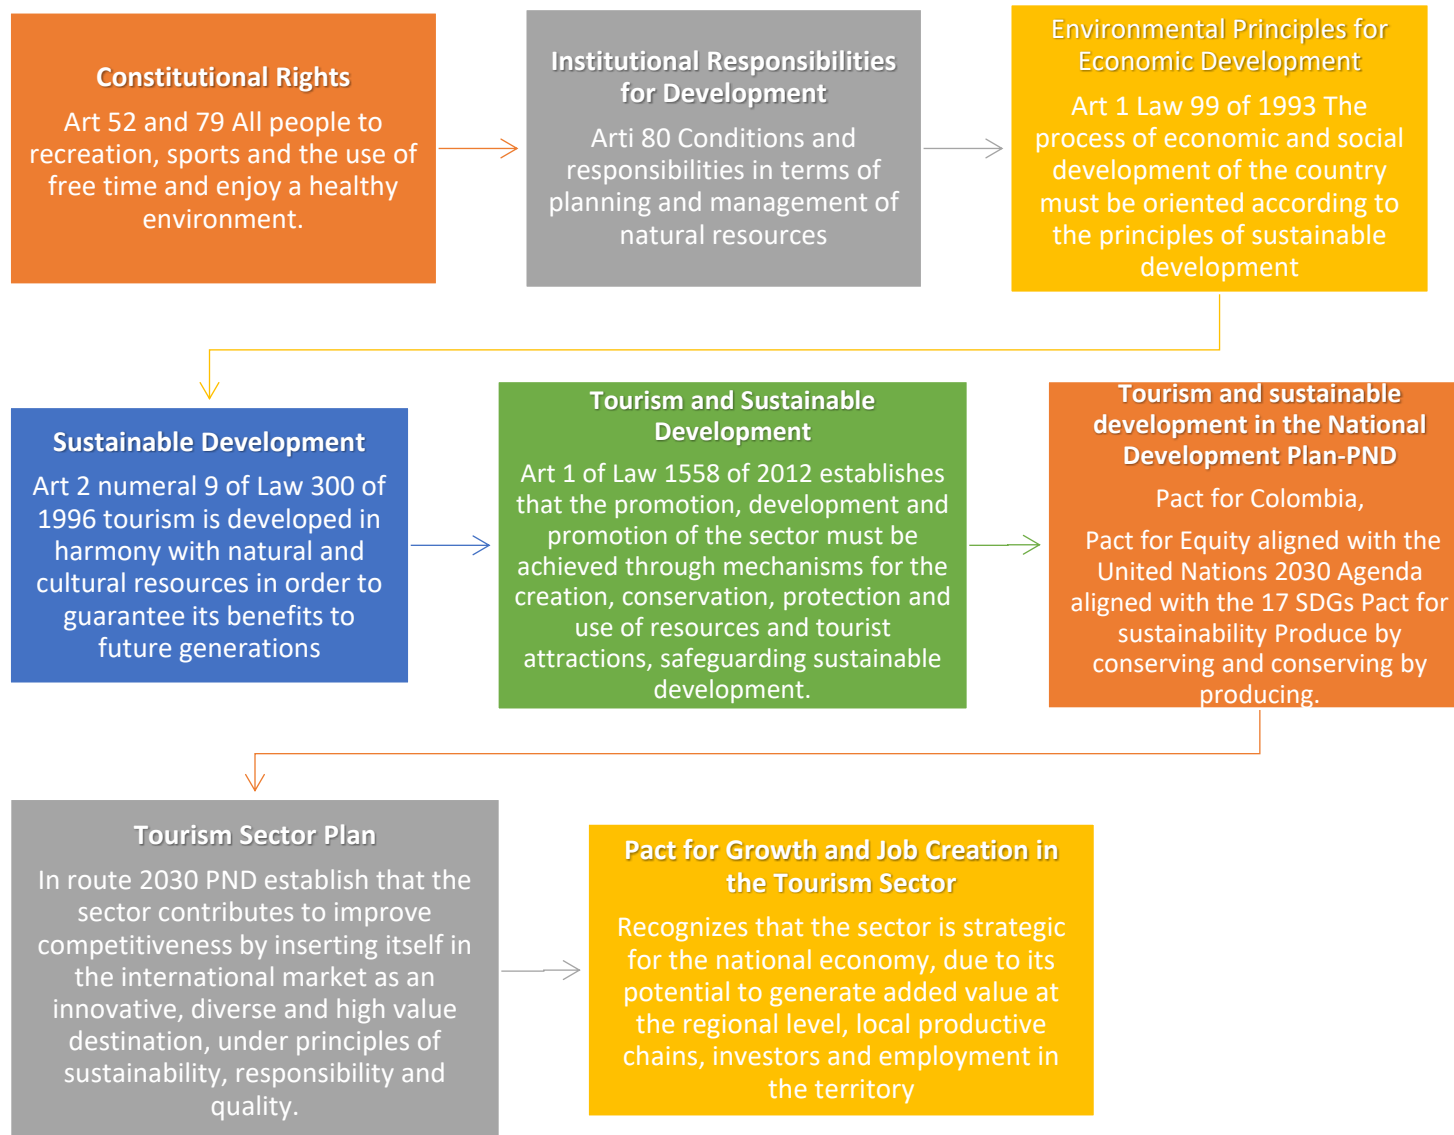 Constitutional Rights
Art 52 and 79 All people to
recreation, sports and the use of
free time and enjoy a healthy
environment.
Institutional Responsibilities
for Development
Arti 80 Conditions and
responsibilities in terms of
planning and management of
natural resources
Environmental Principles for
Economic Development
Art 1 Law 99 of 1993 The
process of economic and social
development of the country
must be oriented according to
the principles of sustainable
development
Sustainable Development
Art 2 numeral 9 of Law 300 of
1996 tourism is developed in
harmony with natural and
cultural resources in order to
guarantee its benefits to
future generations
Tourism and Sustainable
Development
Art 1 of Law 1558 of 2012 establishes
that the promotion, development and
promotion of the sector must be
achieved through mechanisms for the
creation, conservation, protection and
use of resources and tourist
attractions, safeguarding sustainable
development.
Tourism and sustainable
development in the National
Development Plan-PND
Pact for Colombia,
Pact for Equity aligned with the
United Nations 2030 Agenda
aligned with the 17 SDGs Pact for
sustainability Produce by
conserving and conserving by
producing.
Tourism Sector Plan
In route 2030 PND establish that the
sector contributes to improve
competitiveness by inserting itself in
the international market as an
innovative, diverse and high value
destination, under principles of
sustainability, responsibility and
quality.
Pact for Growth and Job Creation in
the Tourism Sector
Recognizes that the sector is strategic
for the national economy, due to its
potential to generate added value at
the regional level, local productive
chains, investors and employment in
the territory